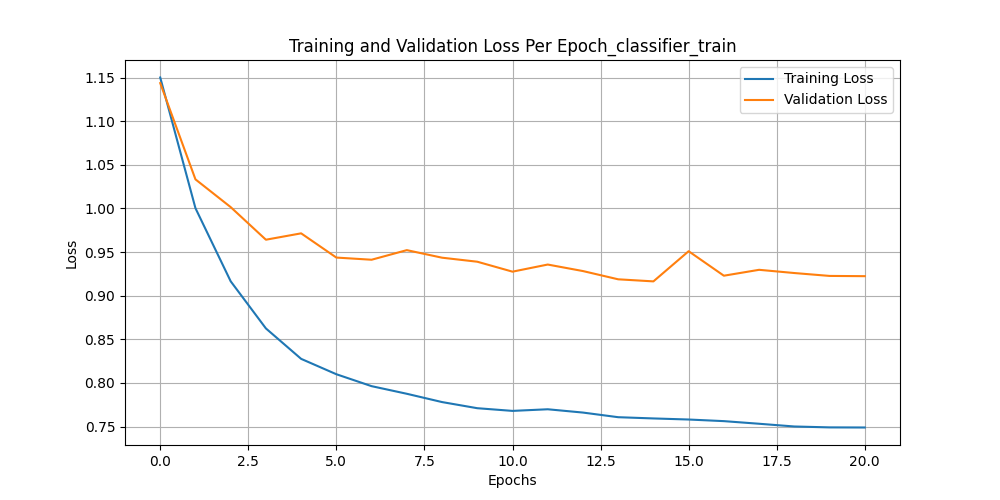 Training and Validation Loss Per Epoch_classifier_train
Training Loss
Validation Loss
1.15
1.10
1.05
1.00
0.95
0.90
0.85
0.80
0.75
Loss
0.0 2.5 5.0 7.5 10.0 12.5 15.0 17.5 20.0
Epochs